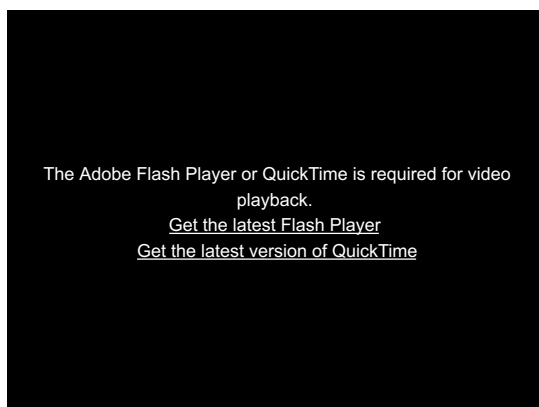 The Adobe Flash Player or QuickTime is required for video
playback.
Get the latest Flash Player
Get the latest version of QuickTime